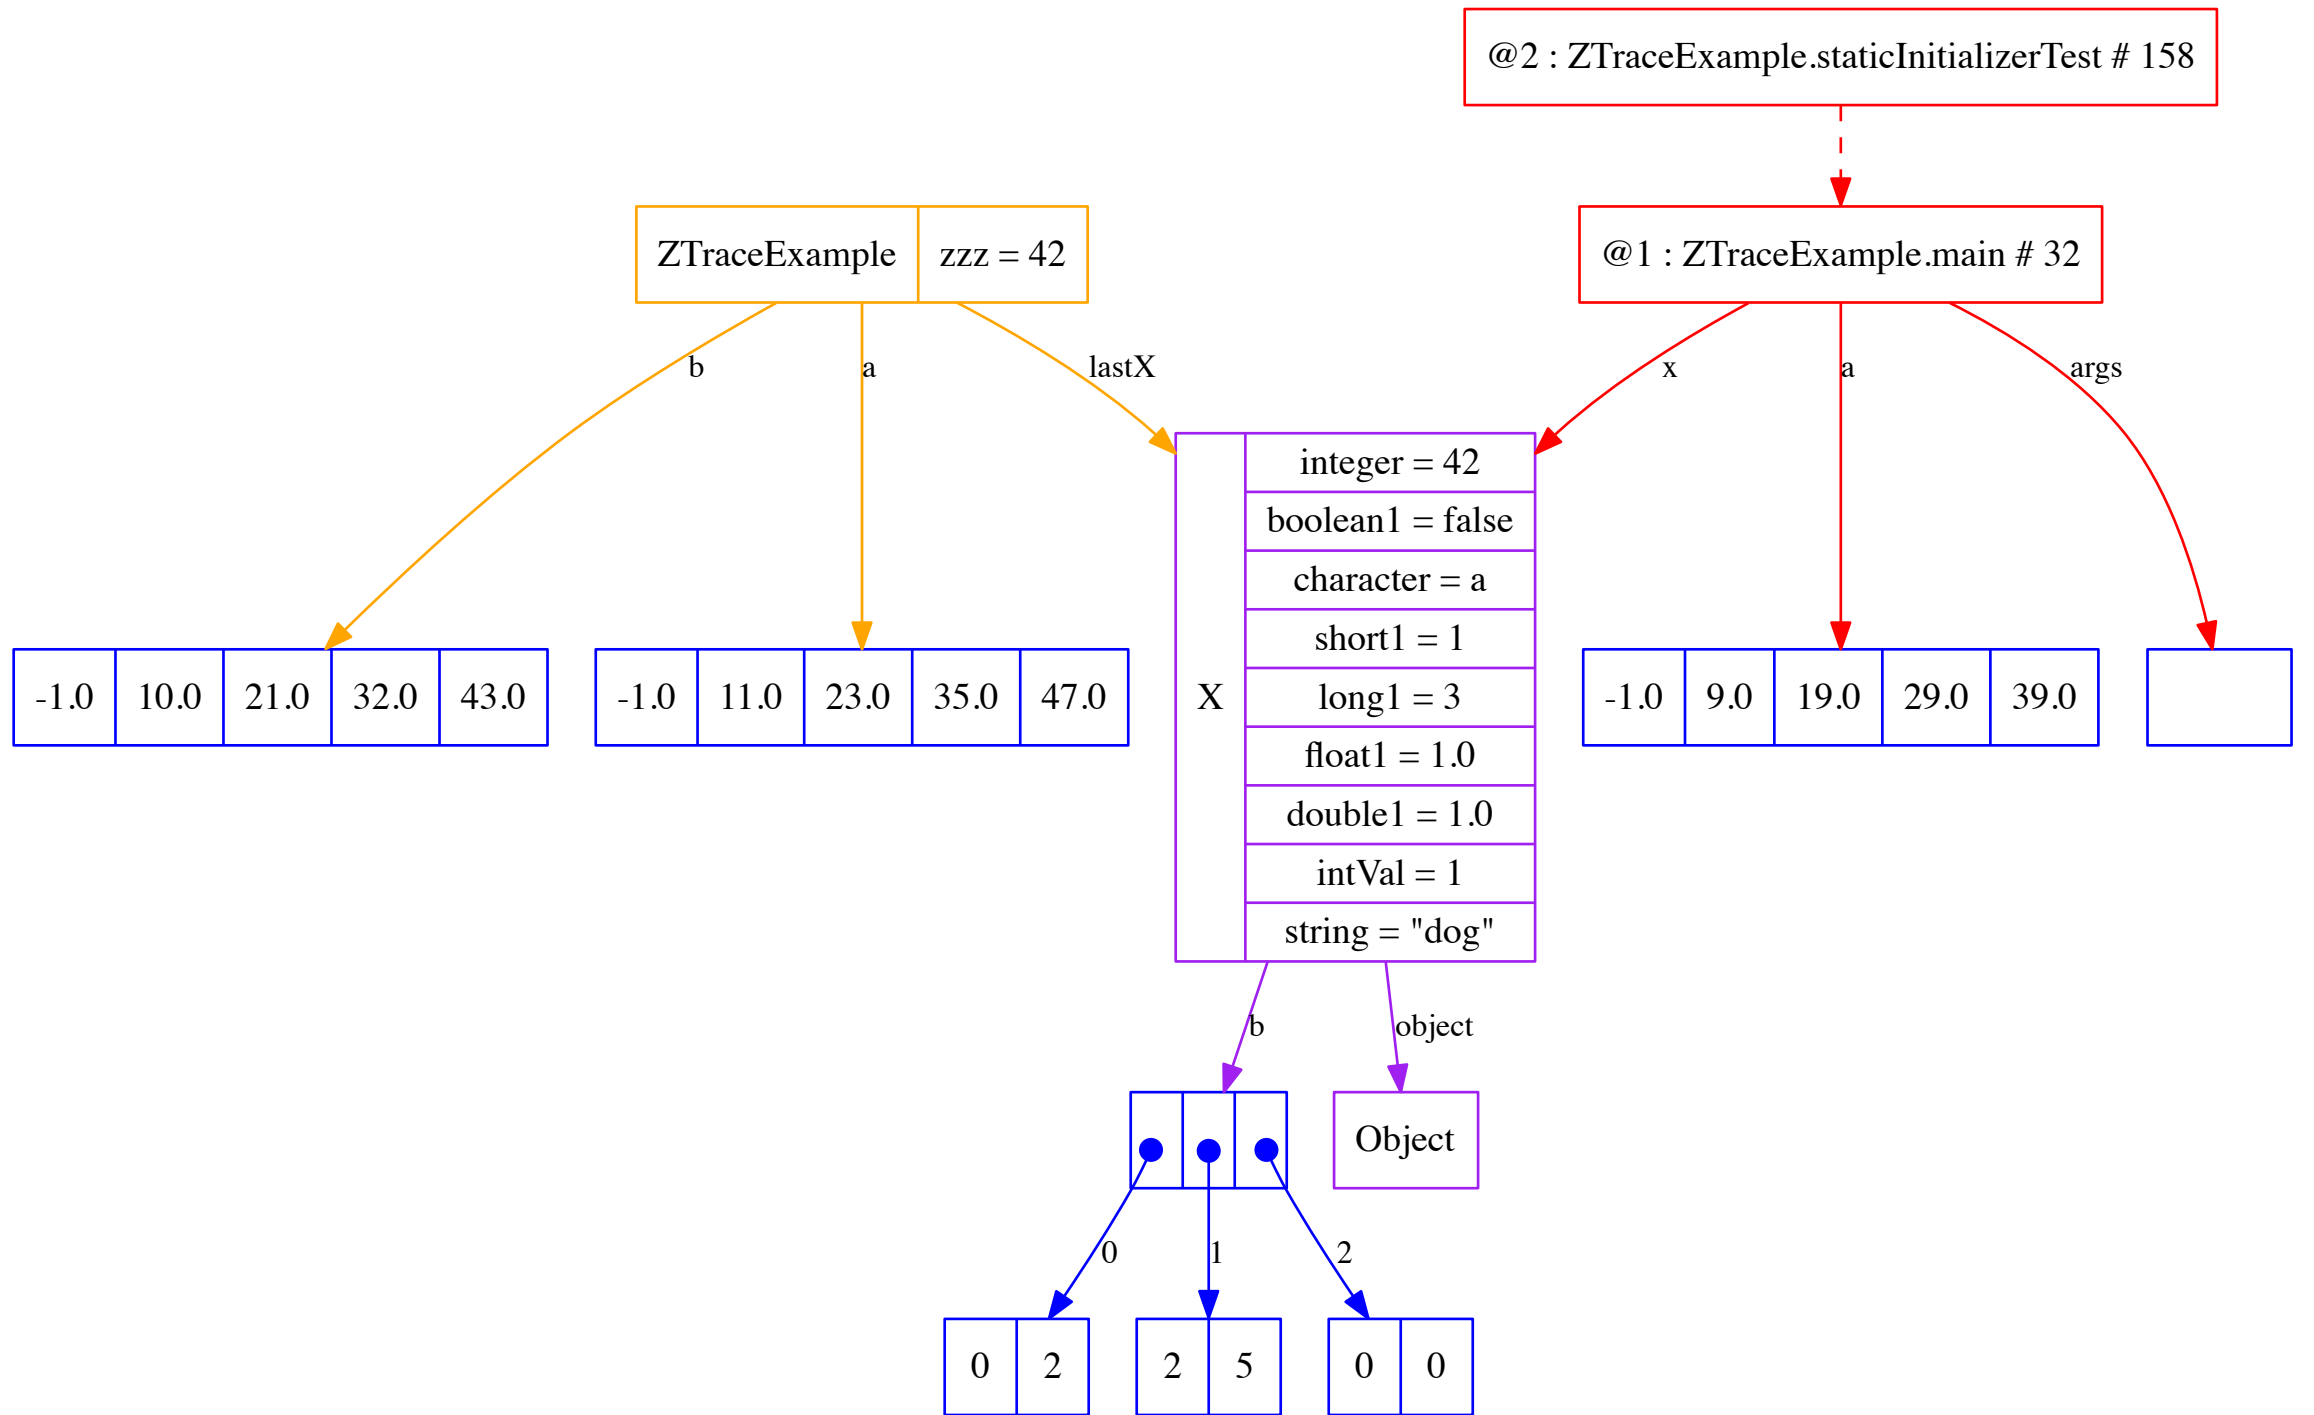 @2 : ZTraceExample.staticInitializerTest # 158
ZTraceExample zzz = 42
@1 : ZTraceExample.main # 32
b a lastX x a args
integer = 42
boolean1 = false
character = a
short1 = 1
long1 = 3
float1 = 1.0
double1 = 1.0
intVal = 1
string = "dog"
X
-1.0 10.0 21.0 32.0 43.0
-1.0 11.0 23.0 35.0 47.0
-1.0 9.0 19.0 29.0 39.0
b object
Object
0 1 2
0 2
2 5
0 0